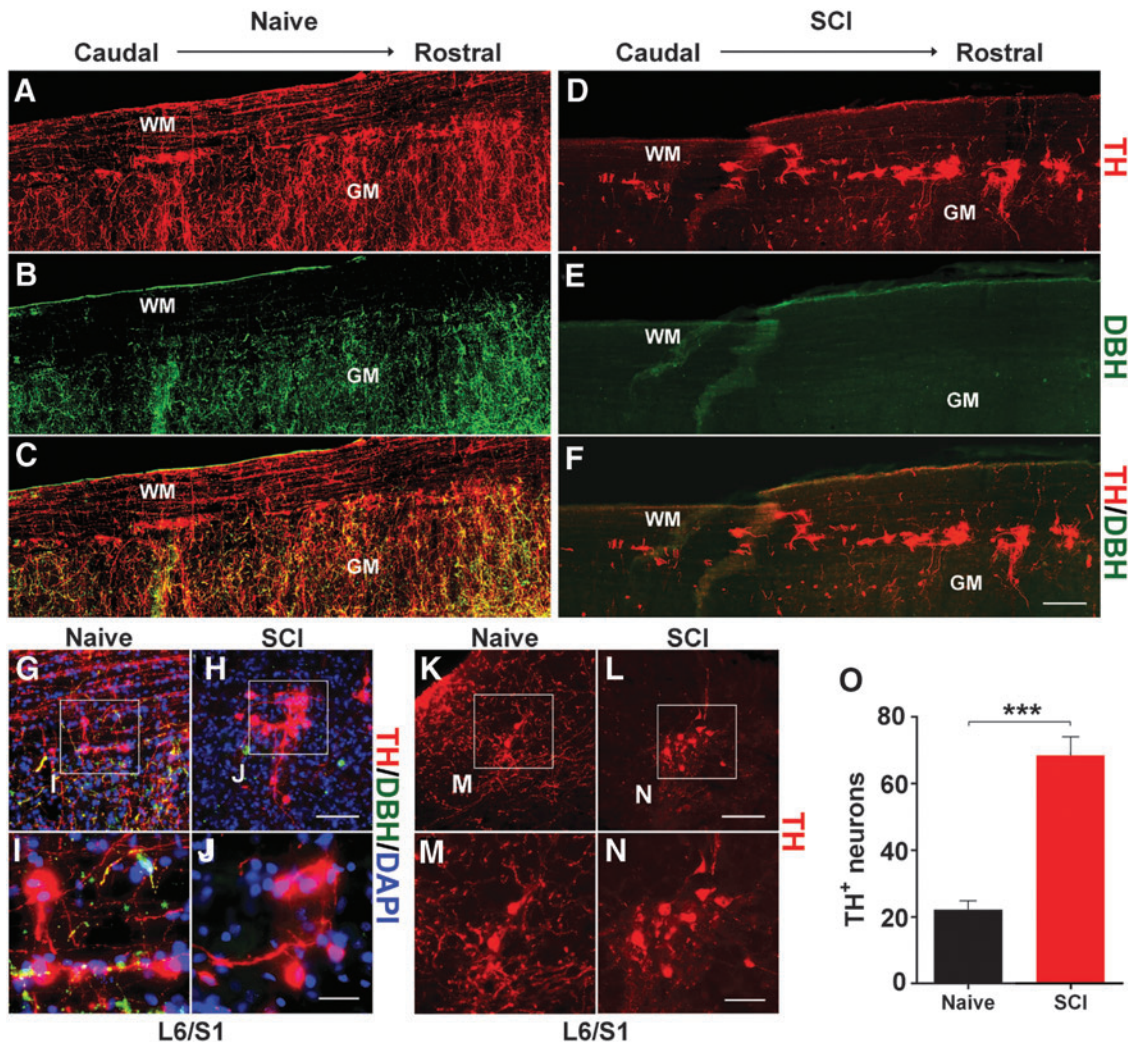 Naive
SCI
Caudal Rostral
Caudal Rostral
A
WM
GM
D
WM
GM
TH
B
WM
GM
E
WM
GM
DBH
C
WM
GM
F
WM
GM
TH/DBH
Naive
SCI
G
I
H
J
I
J
TH/DBH/DAPI
L6/S1
Naive
SCI
K
M
L
N
M
N
TH
L6/S1
O
***
TH+ neurons
80
60
40
20
0
Naive
SCI